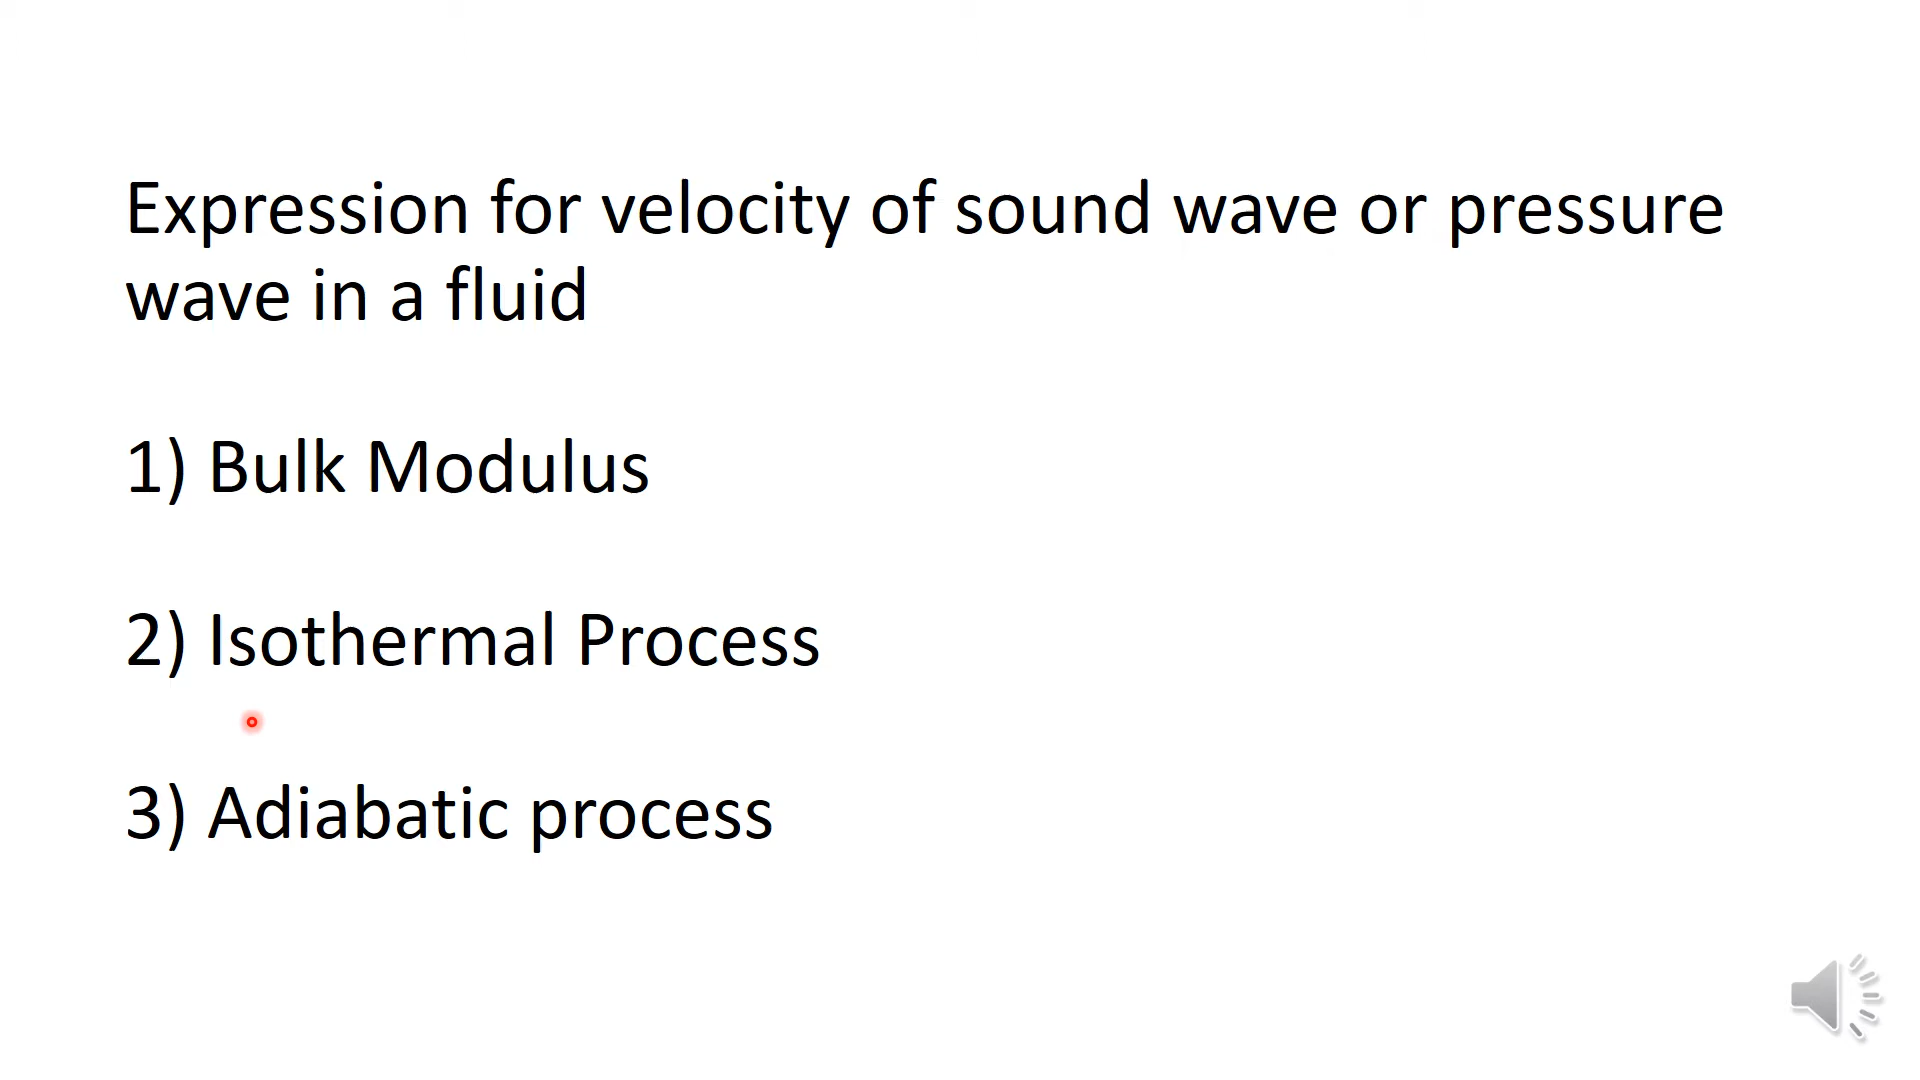 Expression for velocity of sound wave or pressure
wave in a fluid
1) Bulk Modulus
2) Isothermal Process
3) Adiabatic process